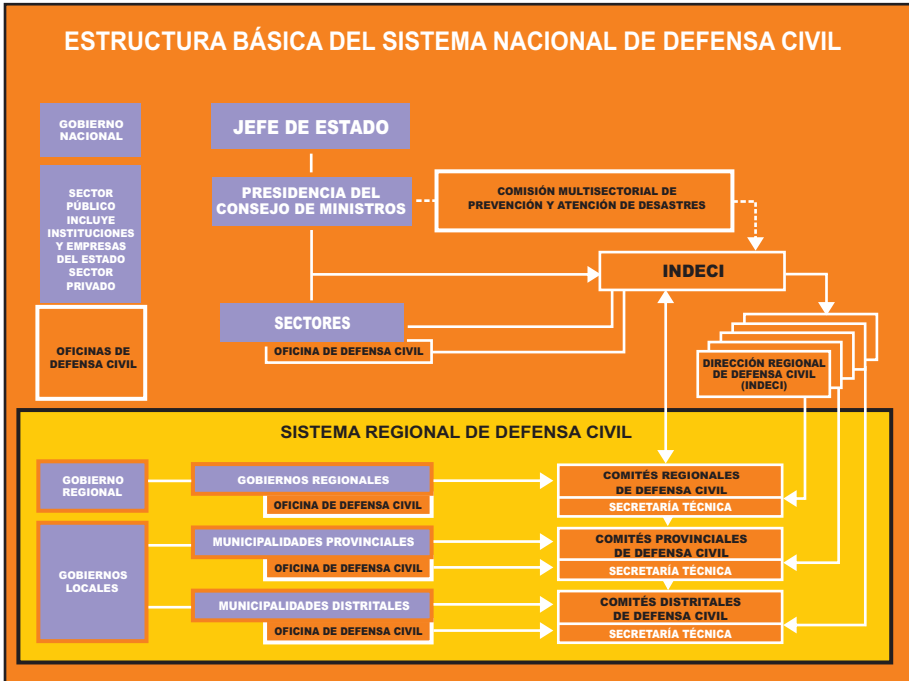 ESTRUCTURA BÁSICA DEL SISTEMA NACIONAL DE DEFENSA CIVIL
GOBIERNO
NACIONAL
JEFE DE ESTADO
SECTOR
PÚBLICO
INCLUYE
INSTITUCIONES
Y EMPRESAS
DEL ESTADO
SECTOR
PRIVADO
PRESIDENCIA DEL
CONSEJO DE MINISTROS
COMISIÓN MULTISECTORIAL DE
PREVENCIÓN Y ATENCIÓN DE DESASTRES
INDECI
SECTORES
OFICINA DE DEFENSA CIVIL
OFICINAS DE
DEFENSA CIVIL
DIRECCIÓN REGIONAL
DE DEFENSA CIVIL
(INDECI)
SISTEMA REGIONAL DE DEFENSA CIVIL
GOBIERNO
REGIONAL
GOBIERNOS REGIONALES
OFICINA DE DEFENSA CIVIL
COMITÉS REGIONALES
DE DEFENSA CIVIL
SECRETARÍA TÉCNICA
GOBIERNOS
LOCALES
MUNICIPALIDADES PROVINCIALES
OFICINA DE DEFENSA CIVIL
COMITÉS PROVINCIALES
DE DEFENSA CIVIL
SECRETARÍA TÉCNICA
MUNICIPALIDADES DISTRITALES
OFICINA DE DEFENSA CIVIL
COMITÉS DISTRITALES
DE DEFENSA CIVIL
SECRETARÍA TÉCNICA